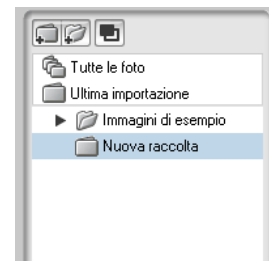 Tutte le foto
Ultima importazione
Immagini di esempio
Nuova raccolta